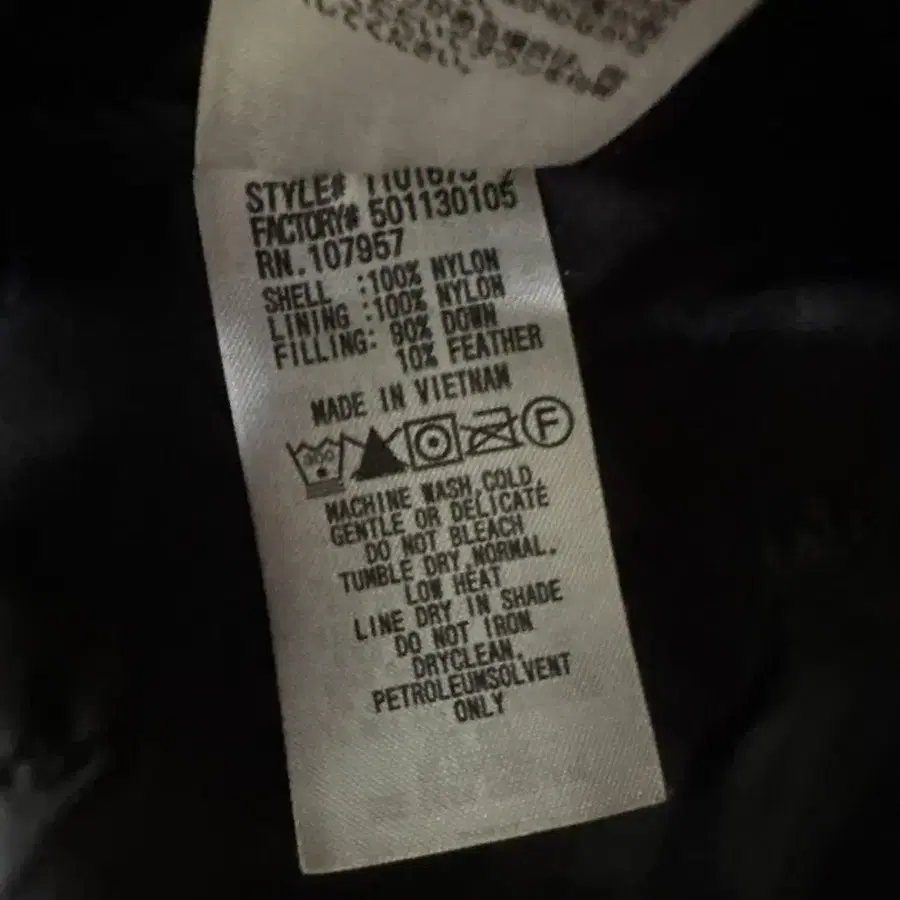 STYLE#
FACTORY# 501130105
RN.107957
SHELL :100% NYLON
LINING :100% NYLON
FILLING: 90% DOWN
10% FEATHER
MADE IN VIETNAM
F
MACHINE WASH,COLD,
GENTLE OR DELICATE
DO NOT BLEACH
TUMBLE DRY,NORMAL,
LOW HEAT
LINE DRY IN SHADE
DO NOT IRON
DRYCLEAN,
PETROLEUMSOLVENT
ONLY